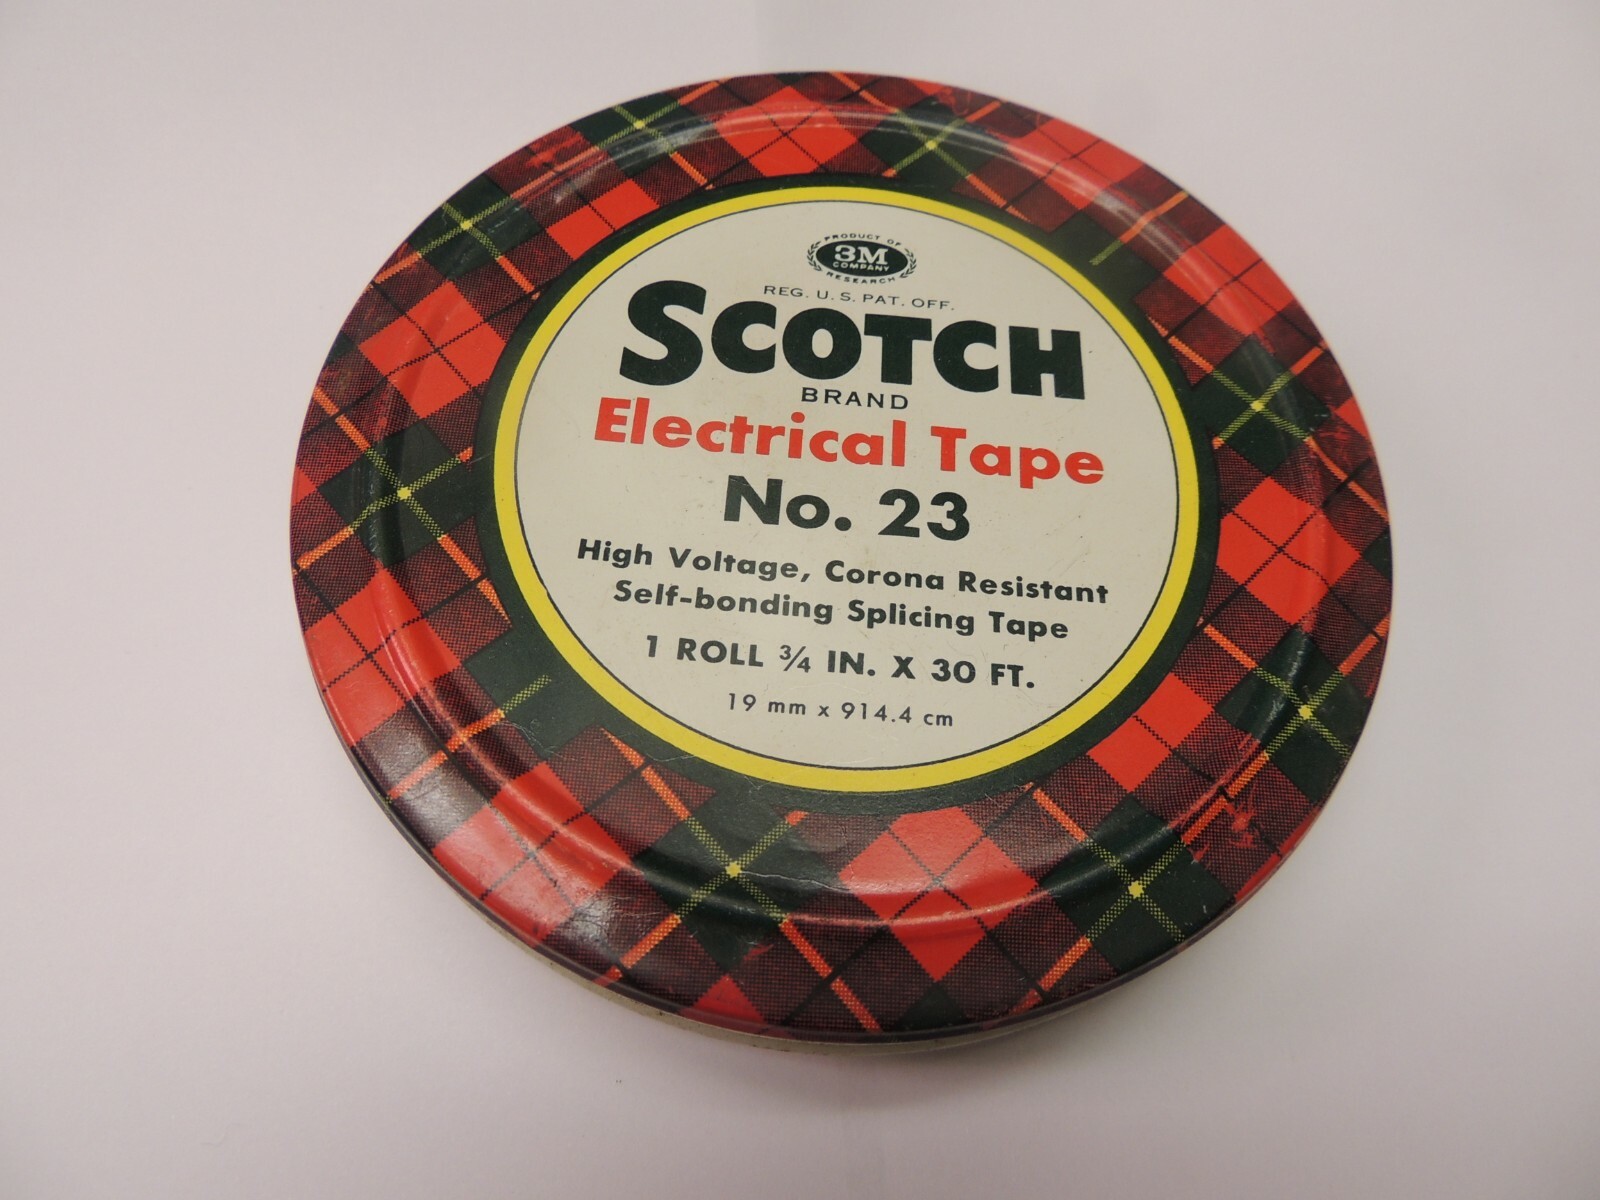 PRODUCT OF
3M
COMPANY
RESEARCH
REG. U.S. PAT. OFF.
SCOTCH
BRAND
Electrical Tape
No. 23
High Voltage, Corona Resistant
Self-bonding Splicing Tape
1 ROLL ¾ IN. X 30 FT.
19 mm x 914.4 cm